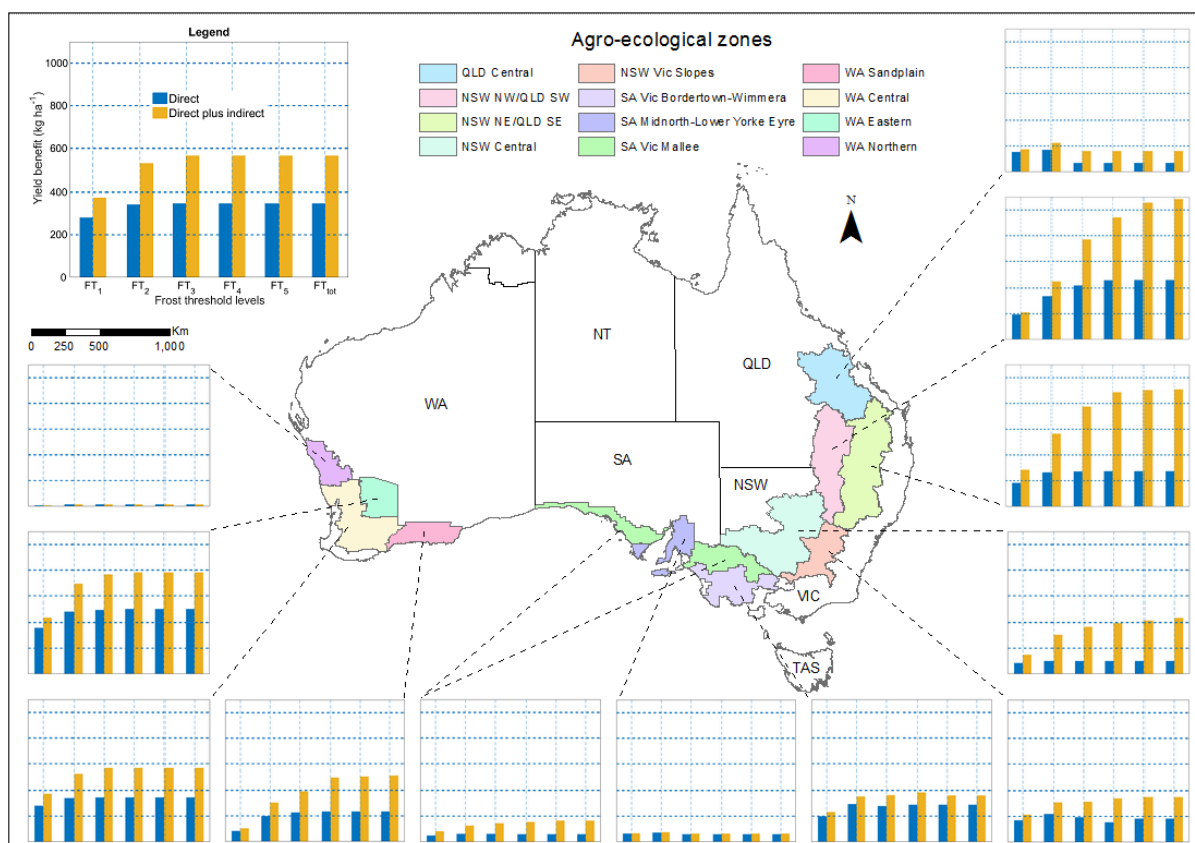 Legend
Yield benefit (kg ha⁻¹)
1000
800
600
400
200
0
Direct
Direct plus indirect
FT₁ FT₂ FT₃ FT₄ FT₅ FTtot
Frost threshold levels
Agro-ecological zones
QLD Central
NSW NW/QLD SW
NSW NE/QLD SE
NSW Central
NSW Vic Slopes
SA Vic Bordertown-Wimmera
SA Midnorth-Lower Yorke Eyre
SA Vic Mallee
WA Sandplain
WA Central
WA Eastern
WA Northern
N
Km
0 250 500 1,000
NT
QLD
WA
SA
NSW
VIC
TAS